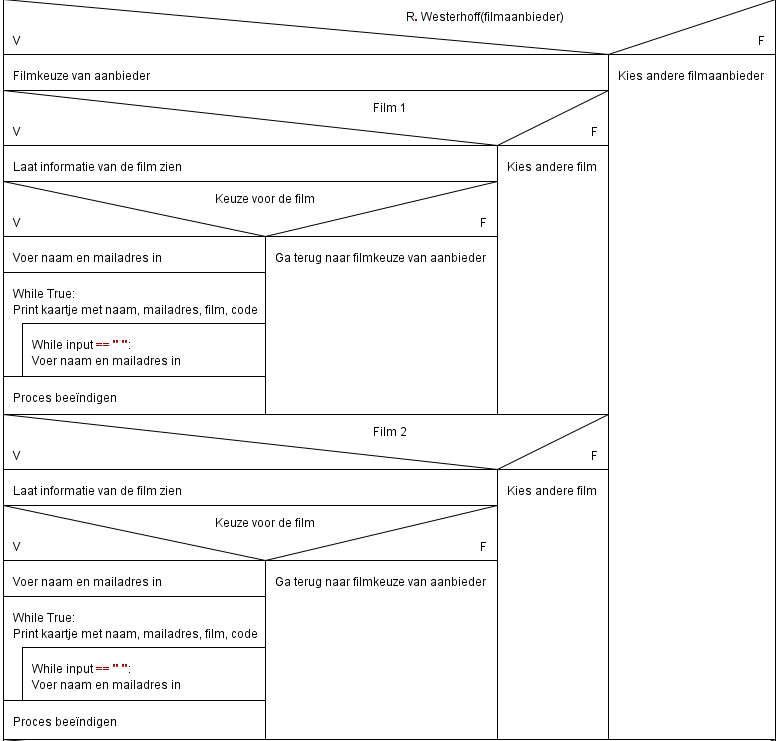 R. Westerhoff(filmaanbieder)
V F
Filmkeuze van aanbieder Kies andere filmaanbieder
Film 1
V F
Laat informatie van de film zien Kies andere film
Keuze voor de film
V F
Voer naam en mailadres in Ga terug naar filmkeuze van aanbieder
While True:
Print kaartje met naam, mailadres, film, code
While input == " ":
Voer naam en mailadres in
Proces beeïndigen
Film 2
V F
Laat informatie van de film zien Kies andere film
Keuze voor de film
V F
Voer naam en mailadres in Ga terug naar filmkeuze van aanbieder
While True:
Print kaartje met naam, mailadres, film, code
While input == " ":
Voer naam en mailadres in
Proces beeïndigen